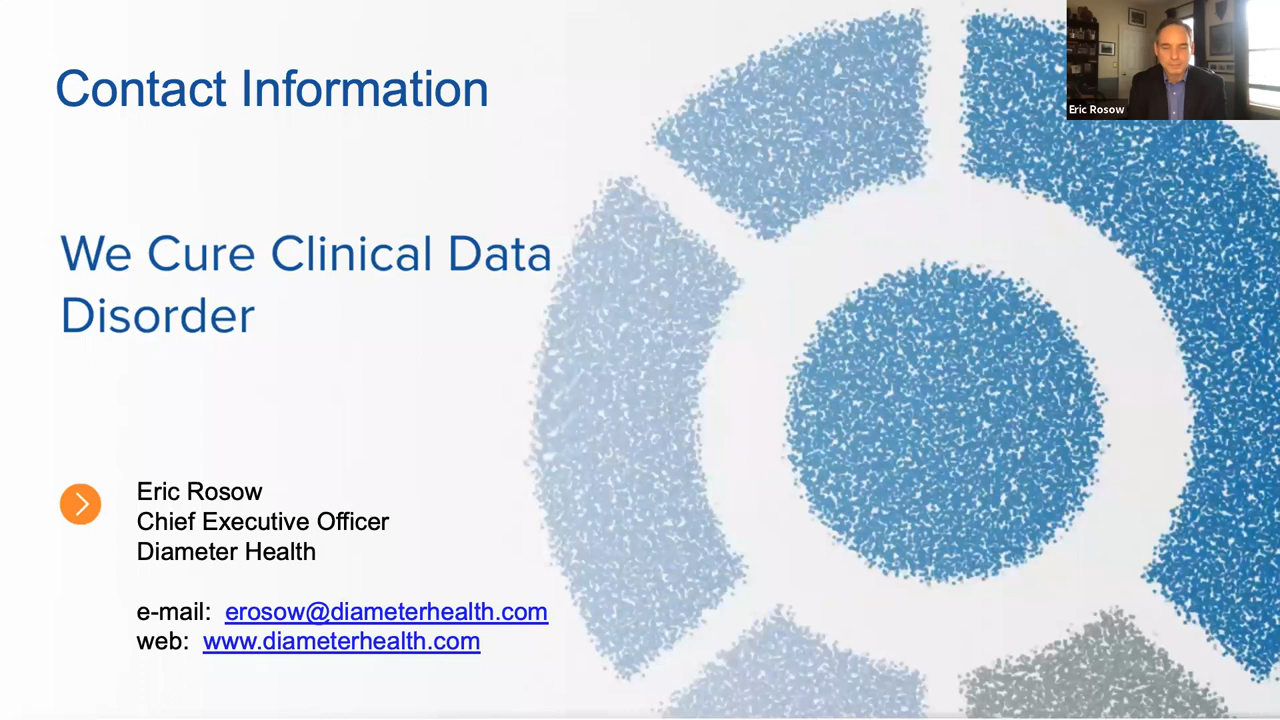 Contact Information
Eric Rosow
We Cure Clinical Data
Disorder
Eric Rosow
Chief Executive Officer
Diameter Health
e-mail: erosow@diameterhealth.com
web: www.diameterhealth.com